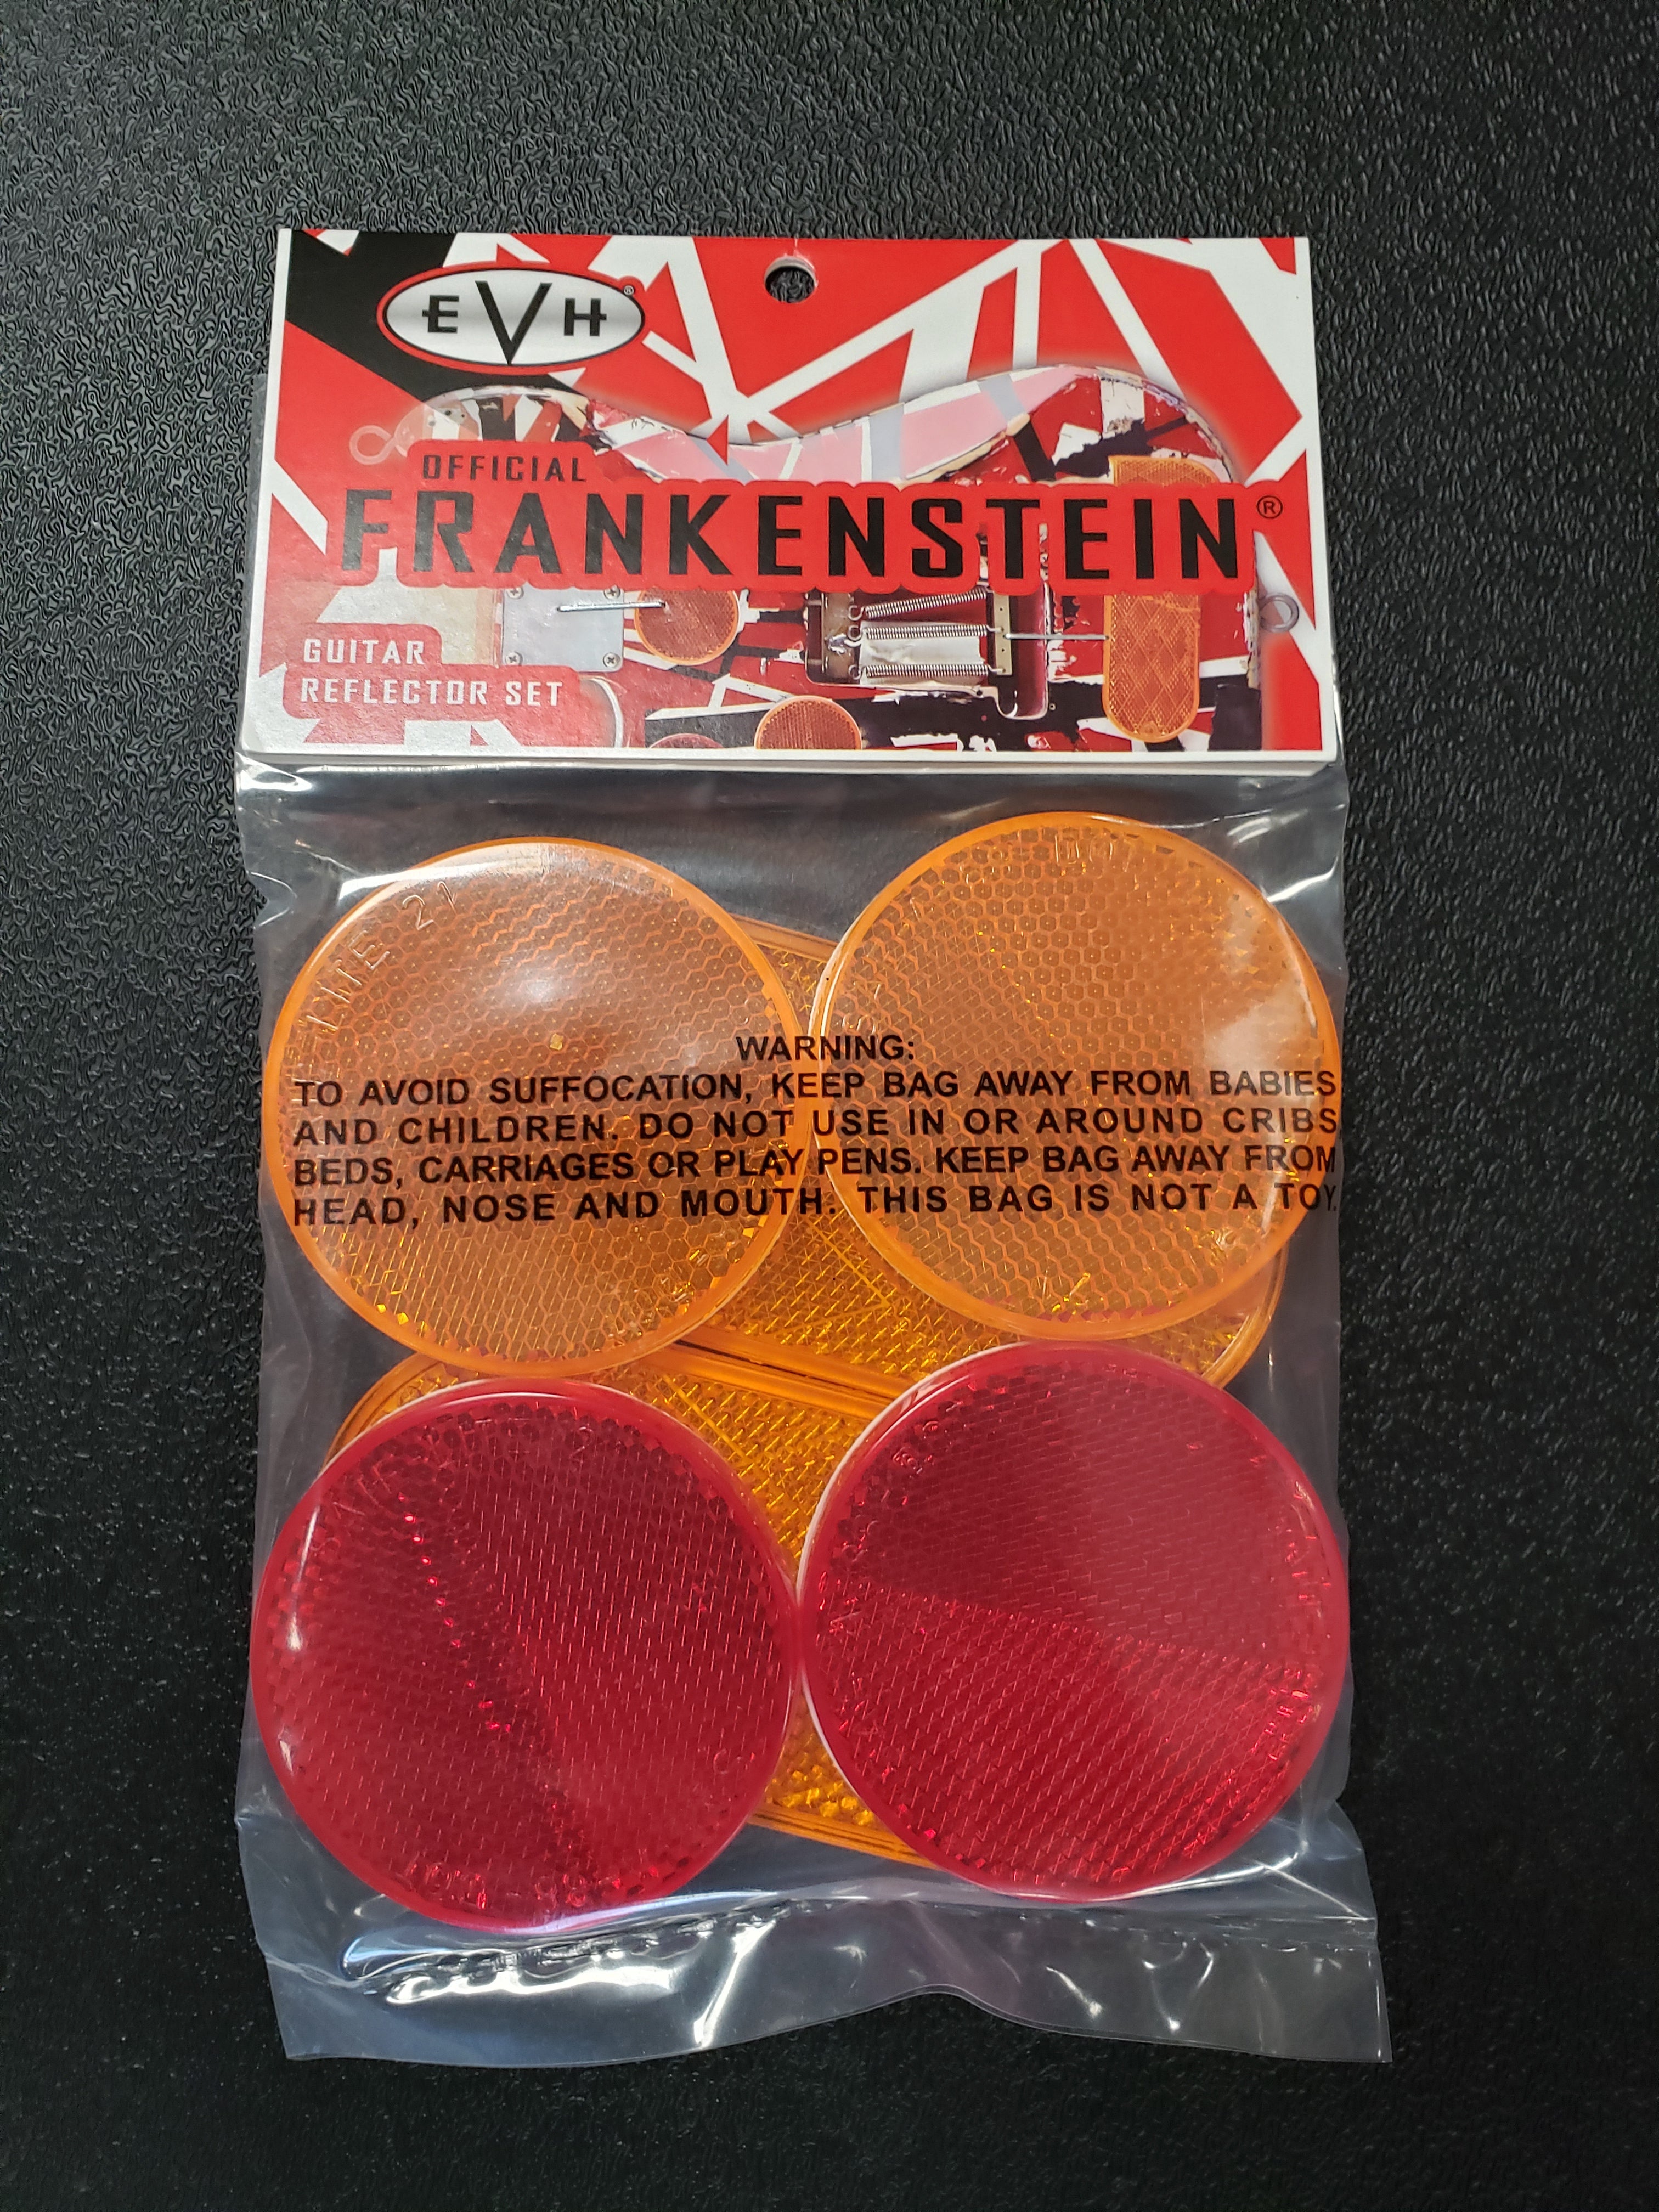 EVH®
OFFICIAL
FRANKENSTEIN®
GUITAR
REFLECTOR SET
WARNING:
TO AVOID SUFFOCATION, KEEP BAG AWAY FROM BABIES
AND CHILDREN. DO NOT USE IN OR AROUND CRIBS
BEDS, CARRIAGES OR PLAY PENS. KEEP BAG AWAY FROM
HEAD, NOSE AND MOUTH. THIS BAG IS NOT A TOY.